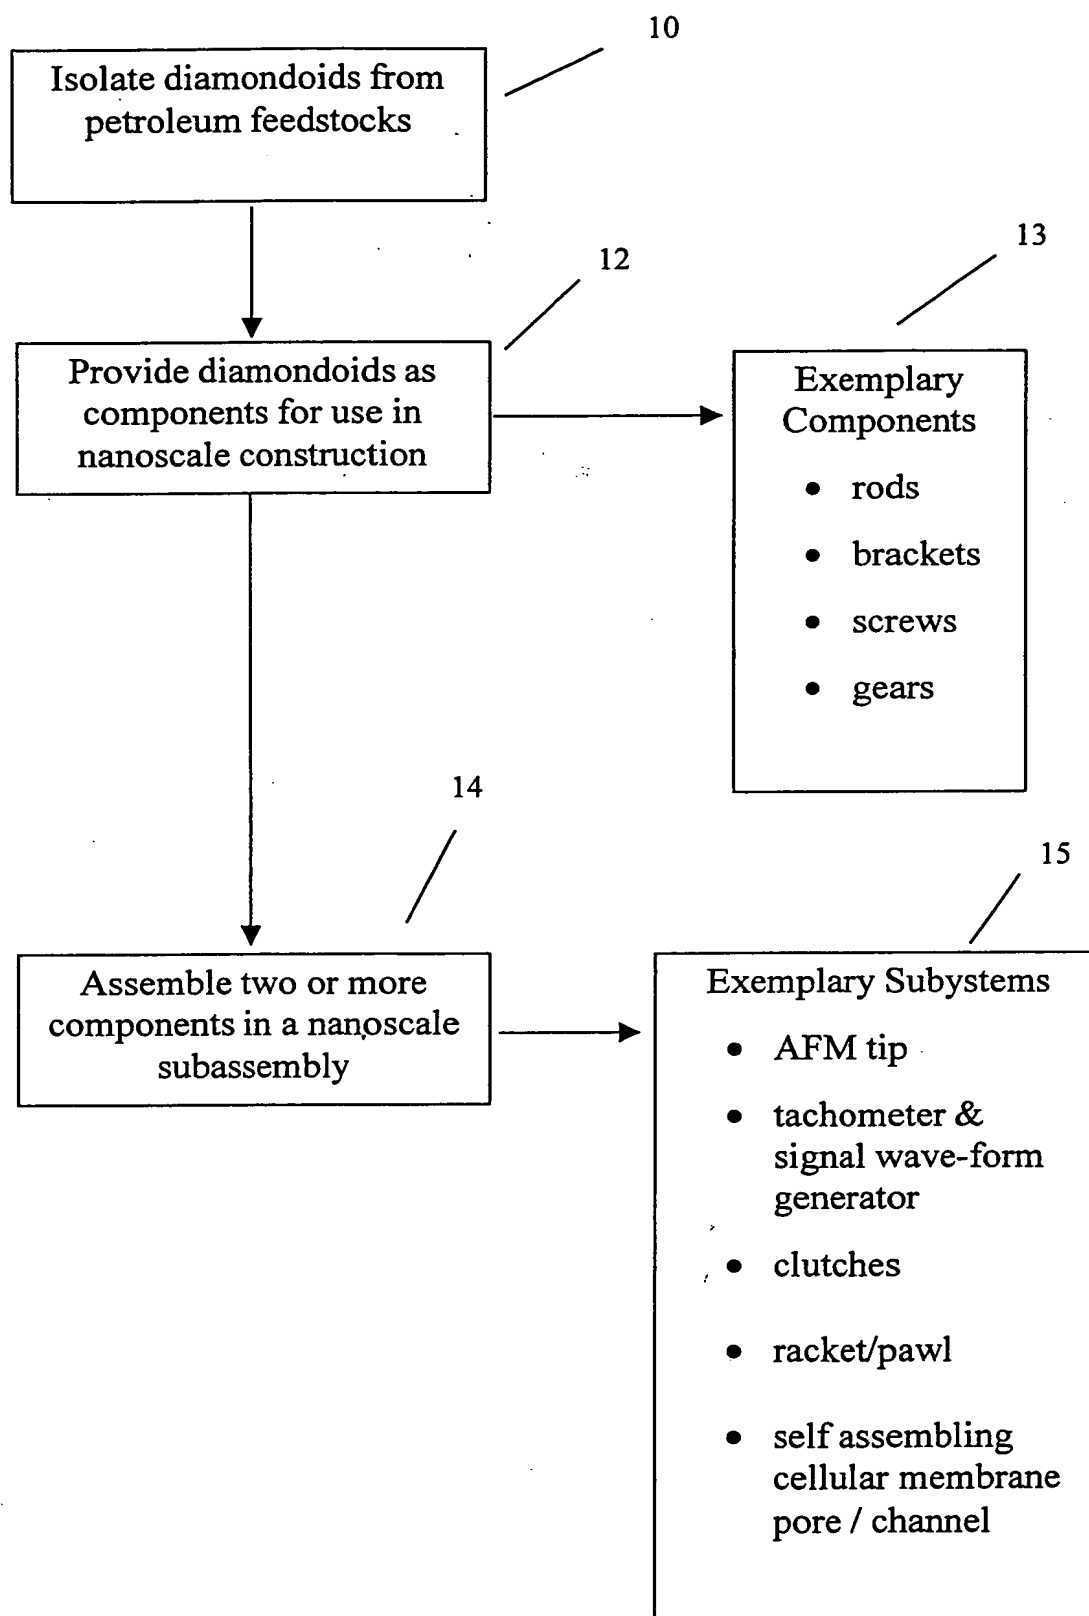 10
Isolate diamondoids from
petroleum feedstocks
12
Provide diamondoids as
components for use in
nanoscale construction
13
Exemplary
Components
• rods
• brackets
• screws
• gears
14
Assemble two or more
components in a nanoscale
subassembly
15
Exemplary Subystems
• AFM tip
• tachometer &
signal wave-form
generator
• clutches
• racket/pawl
• self assembling
cellular membrane
pore / channel